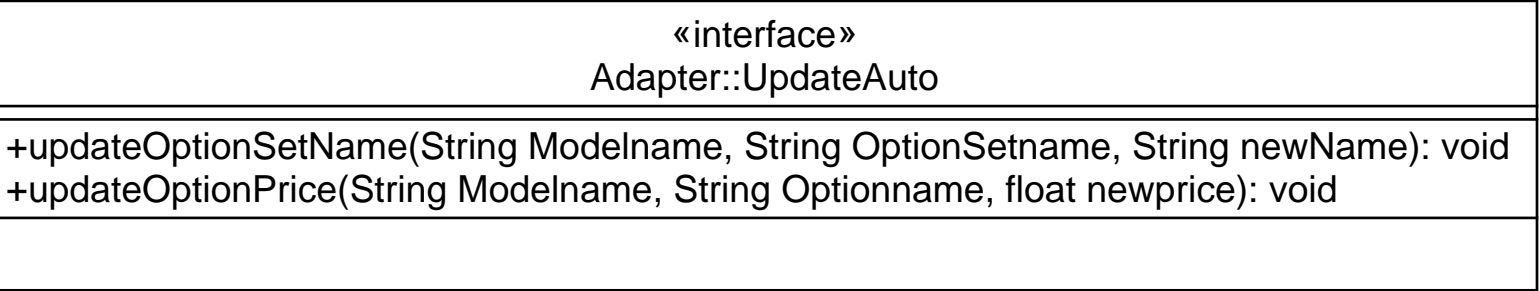 «interface»
Adapter::UpdateAuto
+updateOptionSetName(String Modelname, String OptionSetname, String newName): void
+updateOptionPrice(String Modelname, String Optionname, float newprice): void